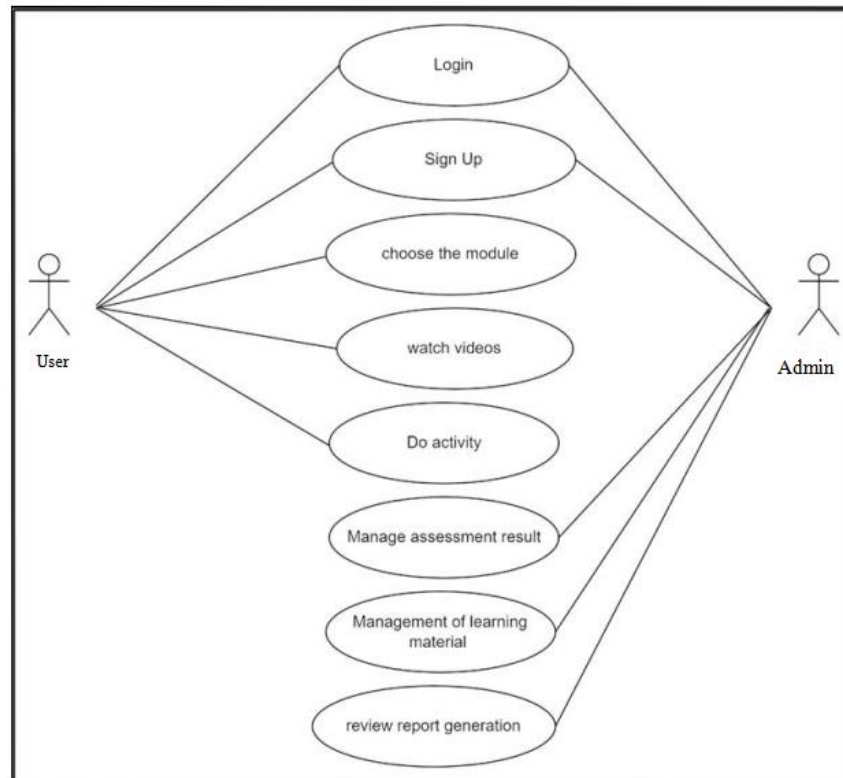 Login
Sign Up
choose the module
watch videos
User
Admin
Do activity
Manage assessment result
Management of learning
material
review report generation